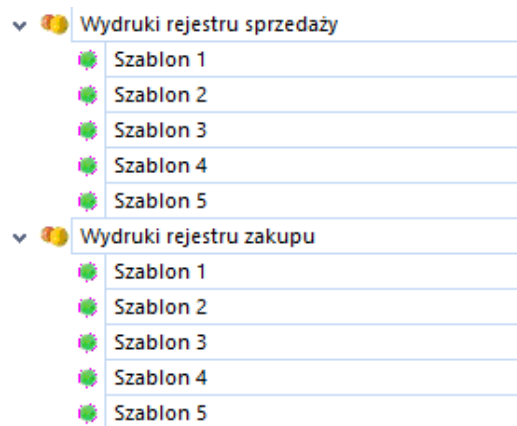 Wydruki rejestru sprzedaży
Szablon 1
Szablon 2
Szablon 3
Szablon 4
Szablon 5
Wydruki rejestru zakupu
Szablon 1
Szablon 2
Szablon 3
Szablon 4
Szablon 5